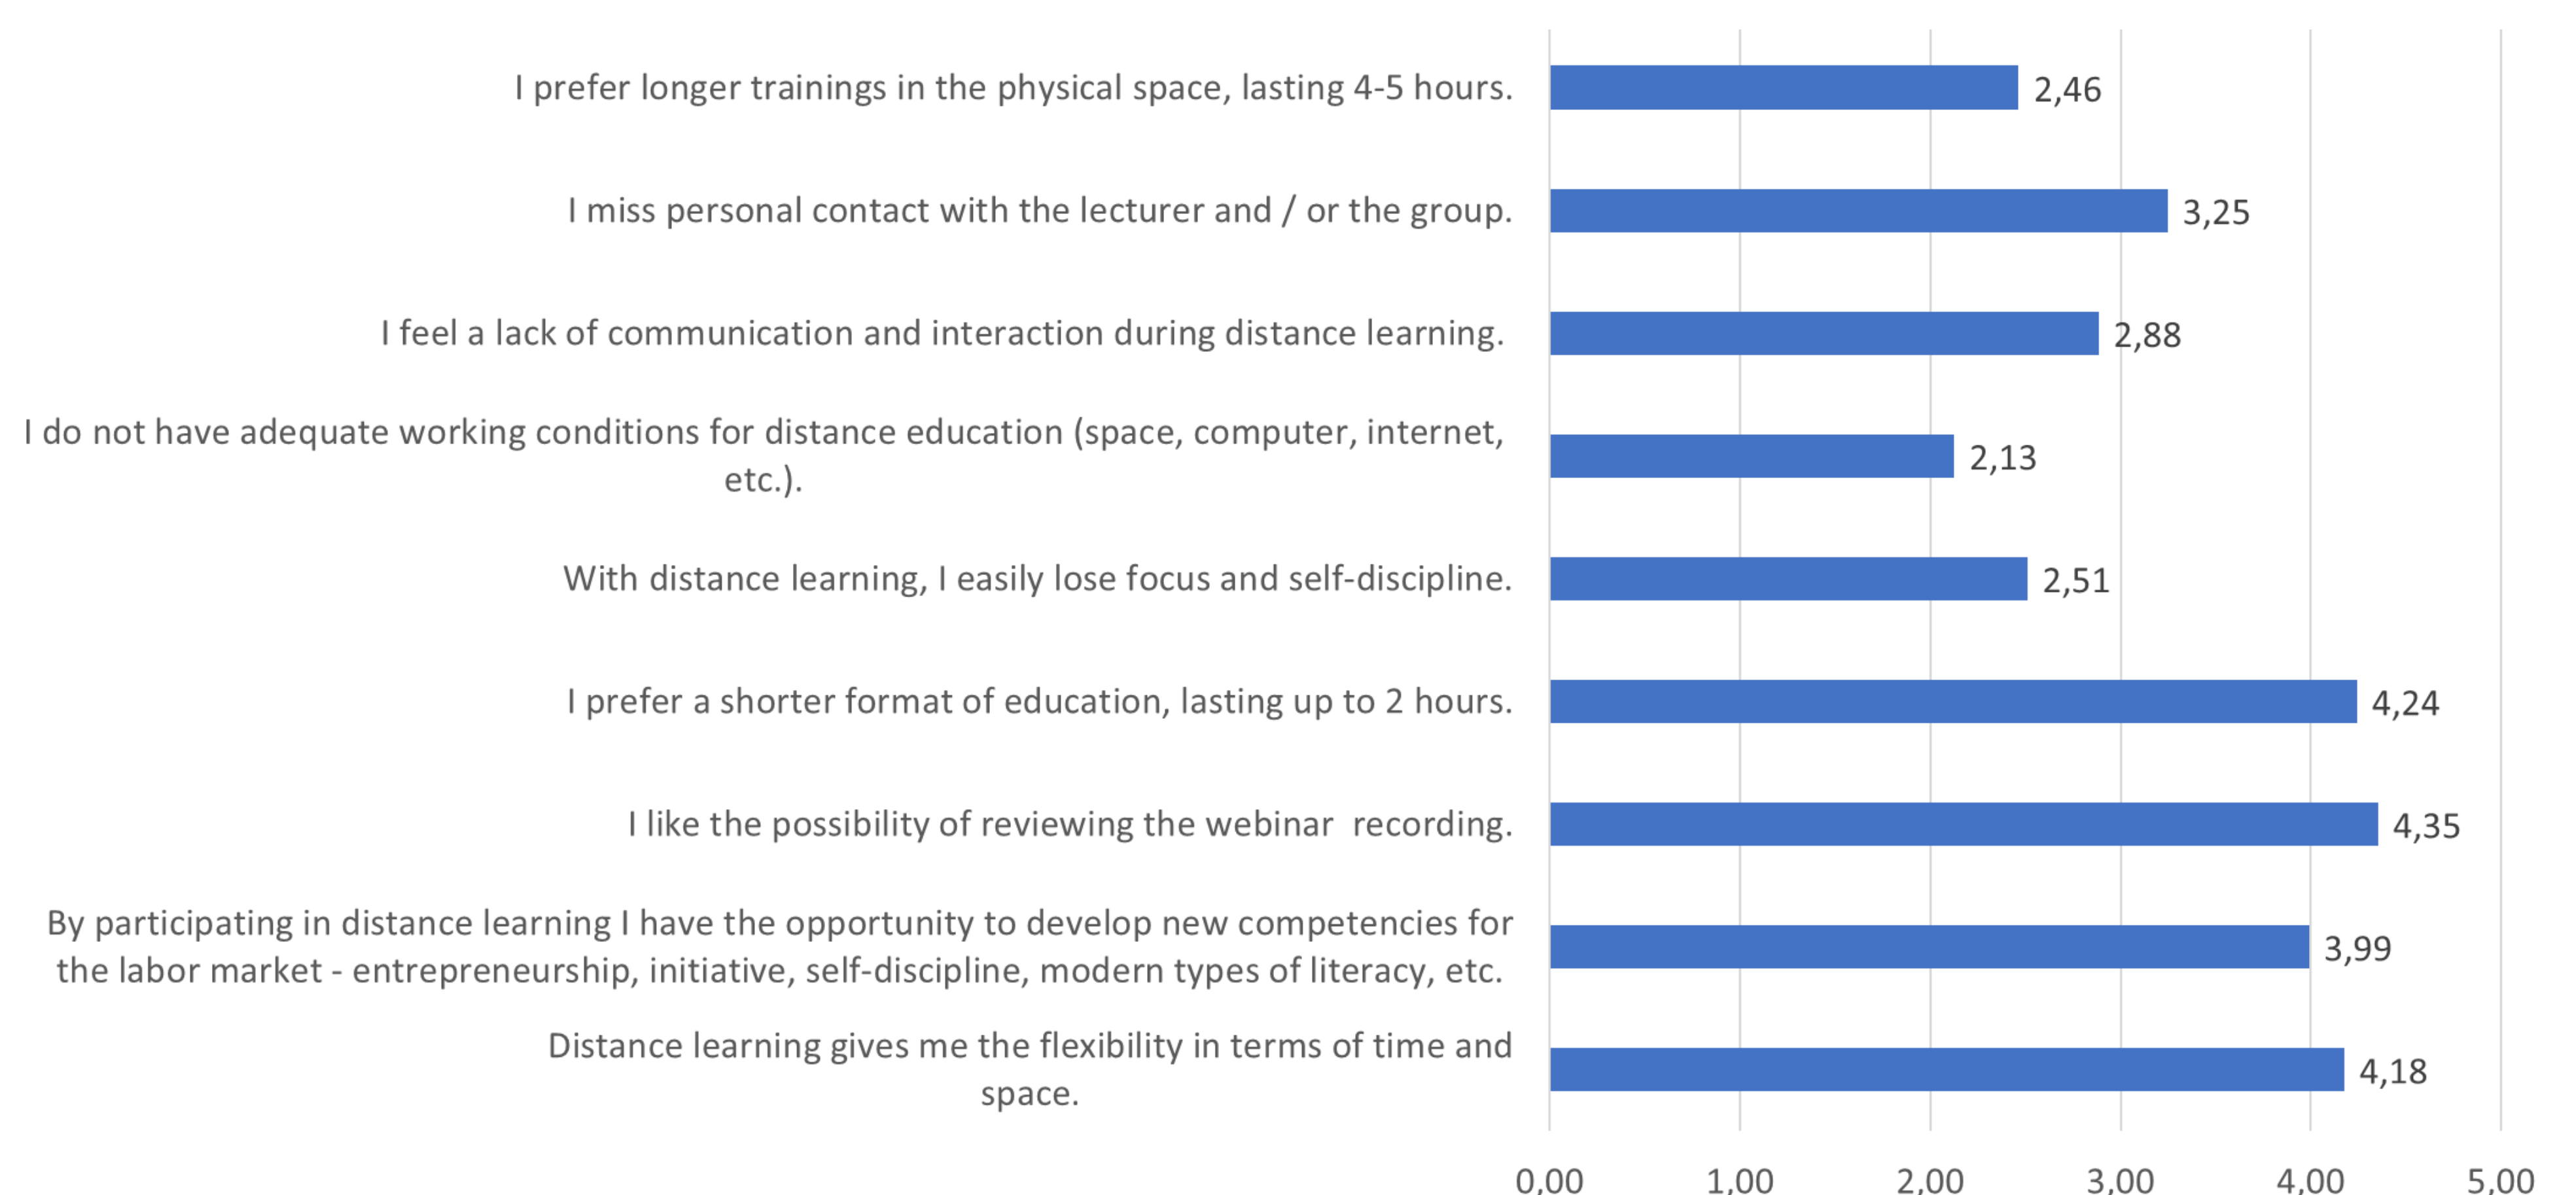 I prefer longer trainings in the physical space, lasting 4-5 hours.
2,46
I miss personal contact with the lecturer and / or the group.
3,25
I feel a lack of communication and interaction during distance learning.
2,88
I do not have adequate working conditions for distance education (space, computer, internet,
etc.).
2,13
With distance learning, I easily lose focus and self-discipline.
2,51
I prefer a shorter format of education, lasting up to 2 hours.
4,24
I like the possibility of reviewing the webinar  recording.
4,35
By participating in distance learning I have the opportunity to develop new competencies for
the labor market - entrepreneurship, initiative, self-discipline, modern types of literacy, etc.
3,99
Distance learning gives me the flexibility in terms of time and
space.
4,18
0,00 1,00 2,00 3,00 4,00 5,00